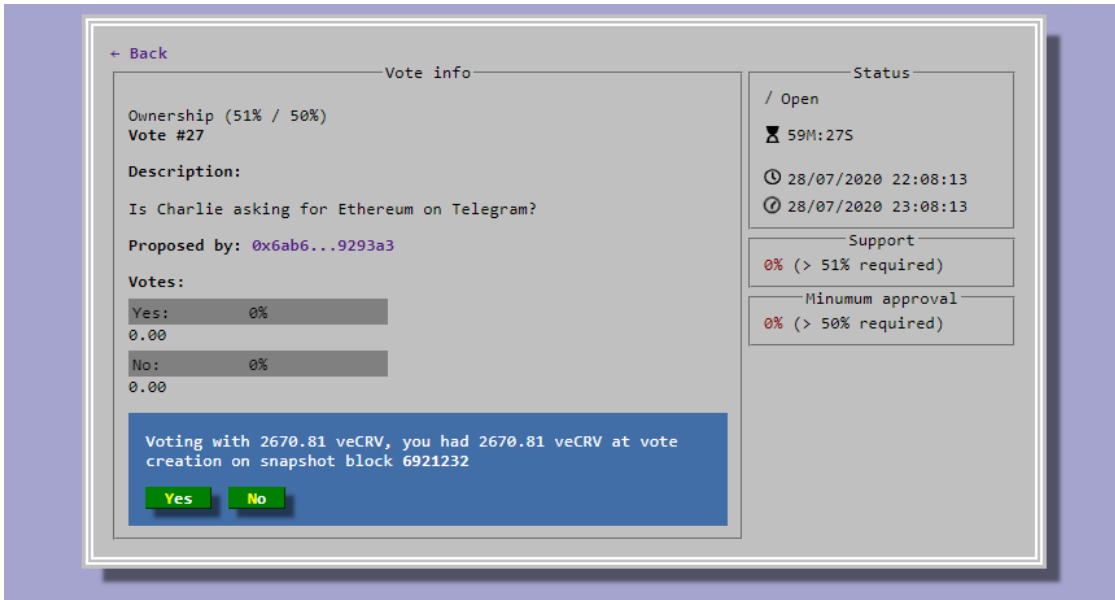 ← Back
Vote info
Ownership (51% / 50%)
Vote #27
Description:
Is Charlie asking for Ethereum on Telegram?
Proposed by: 0x6ab6...9293a3
Votes:
Yes: 0%
0.00
No: 0%
0.00
Voting with 2670.81 veCRV, you had 2670.81 veCRV at vote
creation on snapshot block 6921232
Yes No
Status
/ Open
59M:27S
28/07/2020 22:08:13
28/07/2020 23:08:13
Support
0% (> 51% required)
Minumum approval
0% (> 50% required)